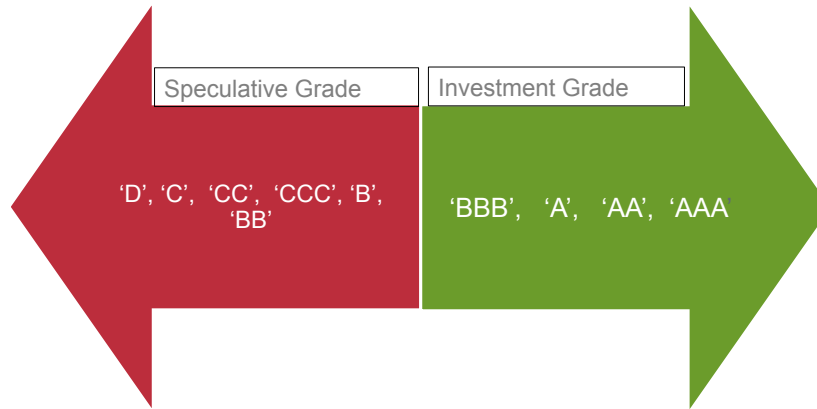 Speculative Grade
Investment Grade
‘D’, ‘C’, ‘CC’, ‘CCC’, ‘B’,
‘BB’
‘BBB’, ‘A’, ‘AA’, ‘AAA’